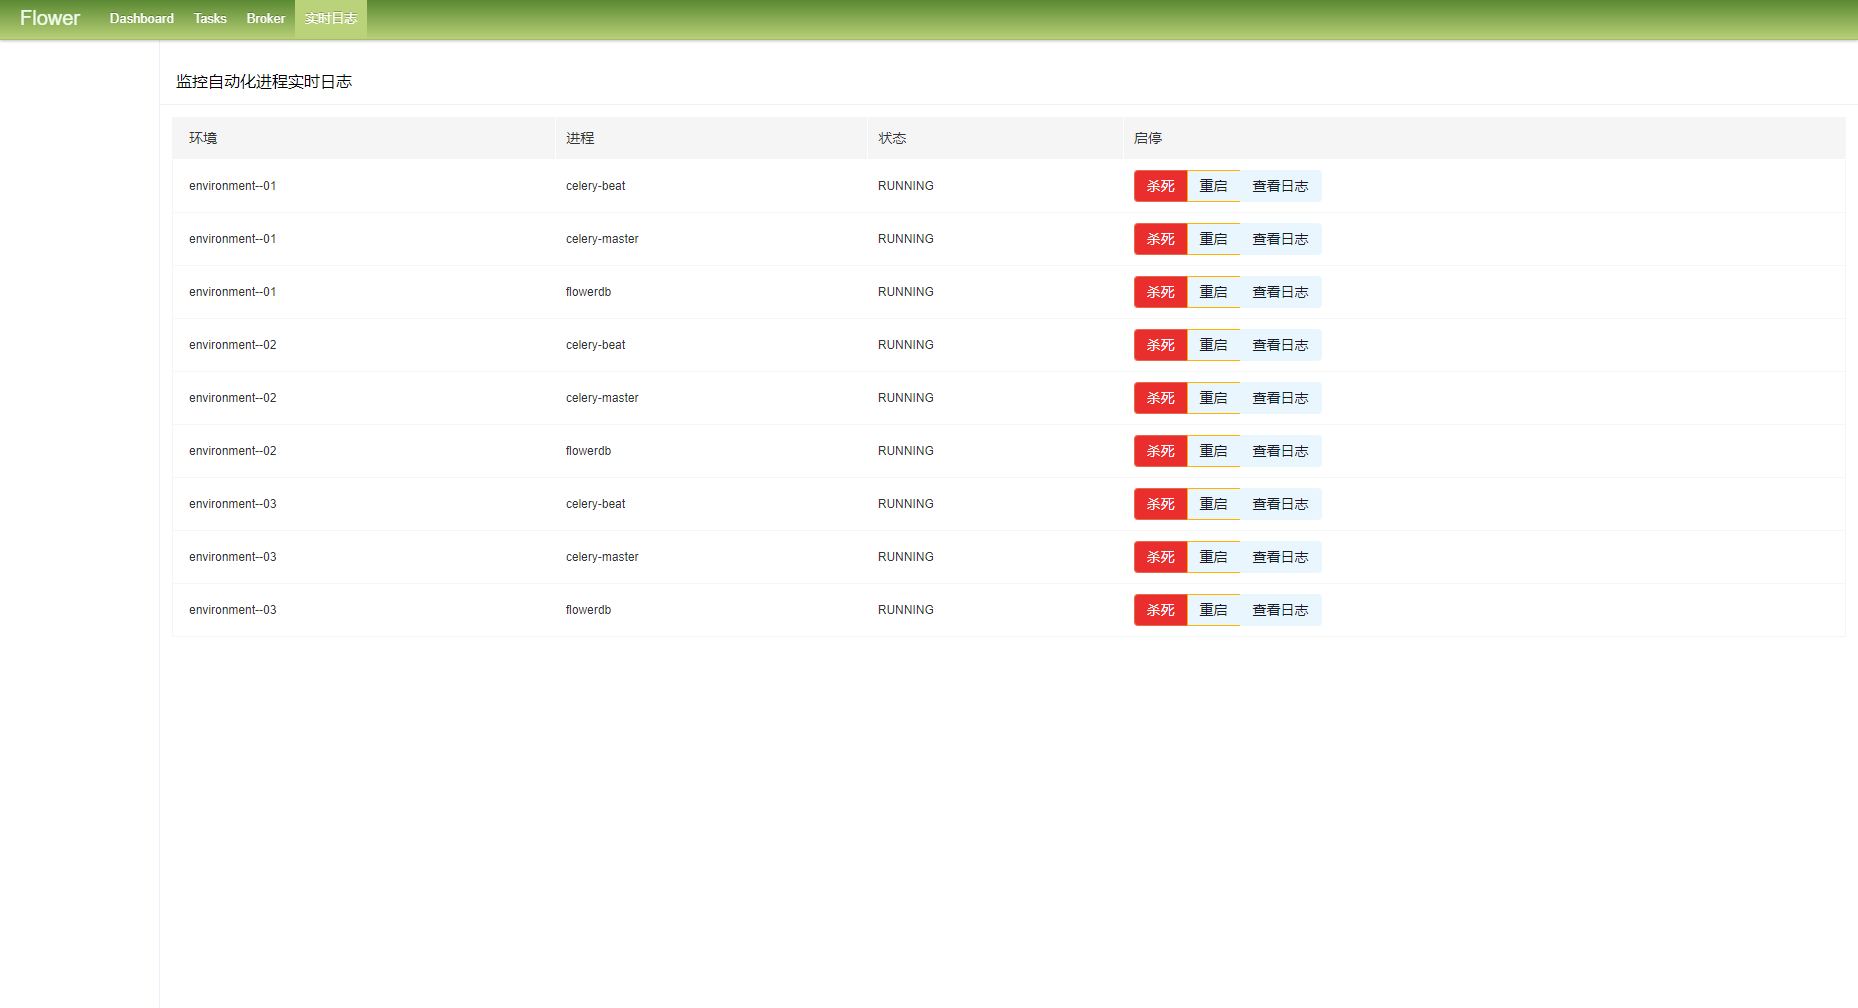 Flower Dashboard Tasks Broker 实时日志
监控自动化进程实时日志
环境 进程 状态 启停
environment--01 celery-beat RUNNING 杀死 重启 查看日志
environment--01 celery-master RUNNING 杀死 重启 查看日志
environment--01 flowerdb RUNNING 杀死 重启 查看日志
environment--02 celery-beat RUNNING 杀死 重启 查看日志
environment--02 celery-master RUNNING 杀死 重启 查看日志
environment--02 flowerdb RUNNING 杀死 重启 查看日志
environment--03 celery-beat RUNNING 杀死 重启 查看日志
environment--03 celery-master RUNNING 杀死 重启 查看日志
environment--03 flowerdb RUNNING 杀死 重启 查看日志